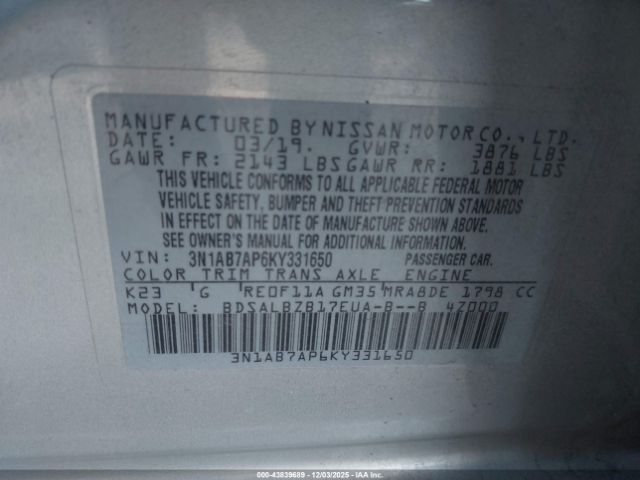 MANUFACTURED BY NISSAN MOTOR CO., LTD.
DATE: 03/19. GVWR: 3876 LBS
GAWR FR: 2143 LBS GAWR RR: 1881 LBS
THIS VEHICLE CONFORMS TO ALL APPLICABLE FEDERAL MOTOR
VEHICLE SAFETY, BUMPER AND THEFT PREVENTION STANDARDS
IN EFFECT ON THE DATE OF MANUFACTURE SHOWN ABOVE.
SEE OWNER'S MANUAL FOR ADDITIONAL INFORMATION.
VIN: 3N1AB7AP6KY331650 PASSENGER CAR.
COLOR TRIM TRANS AXLE ENGINE
K23 G RE0F11A GM35 MRA8DE 1798 CC
MODEL: BDSALBZB17EUA-B--B 42000
3N1AB7AP6KY331650
000-43839689 - 12/03/2025 - IAA Inc.